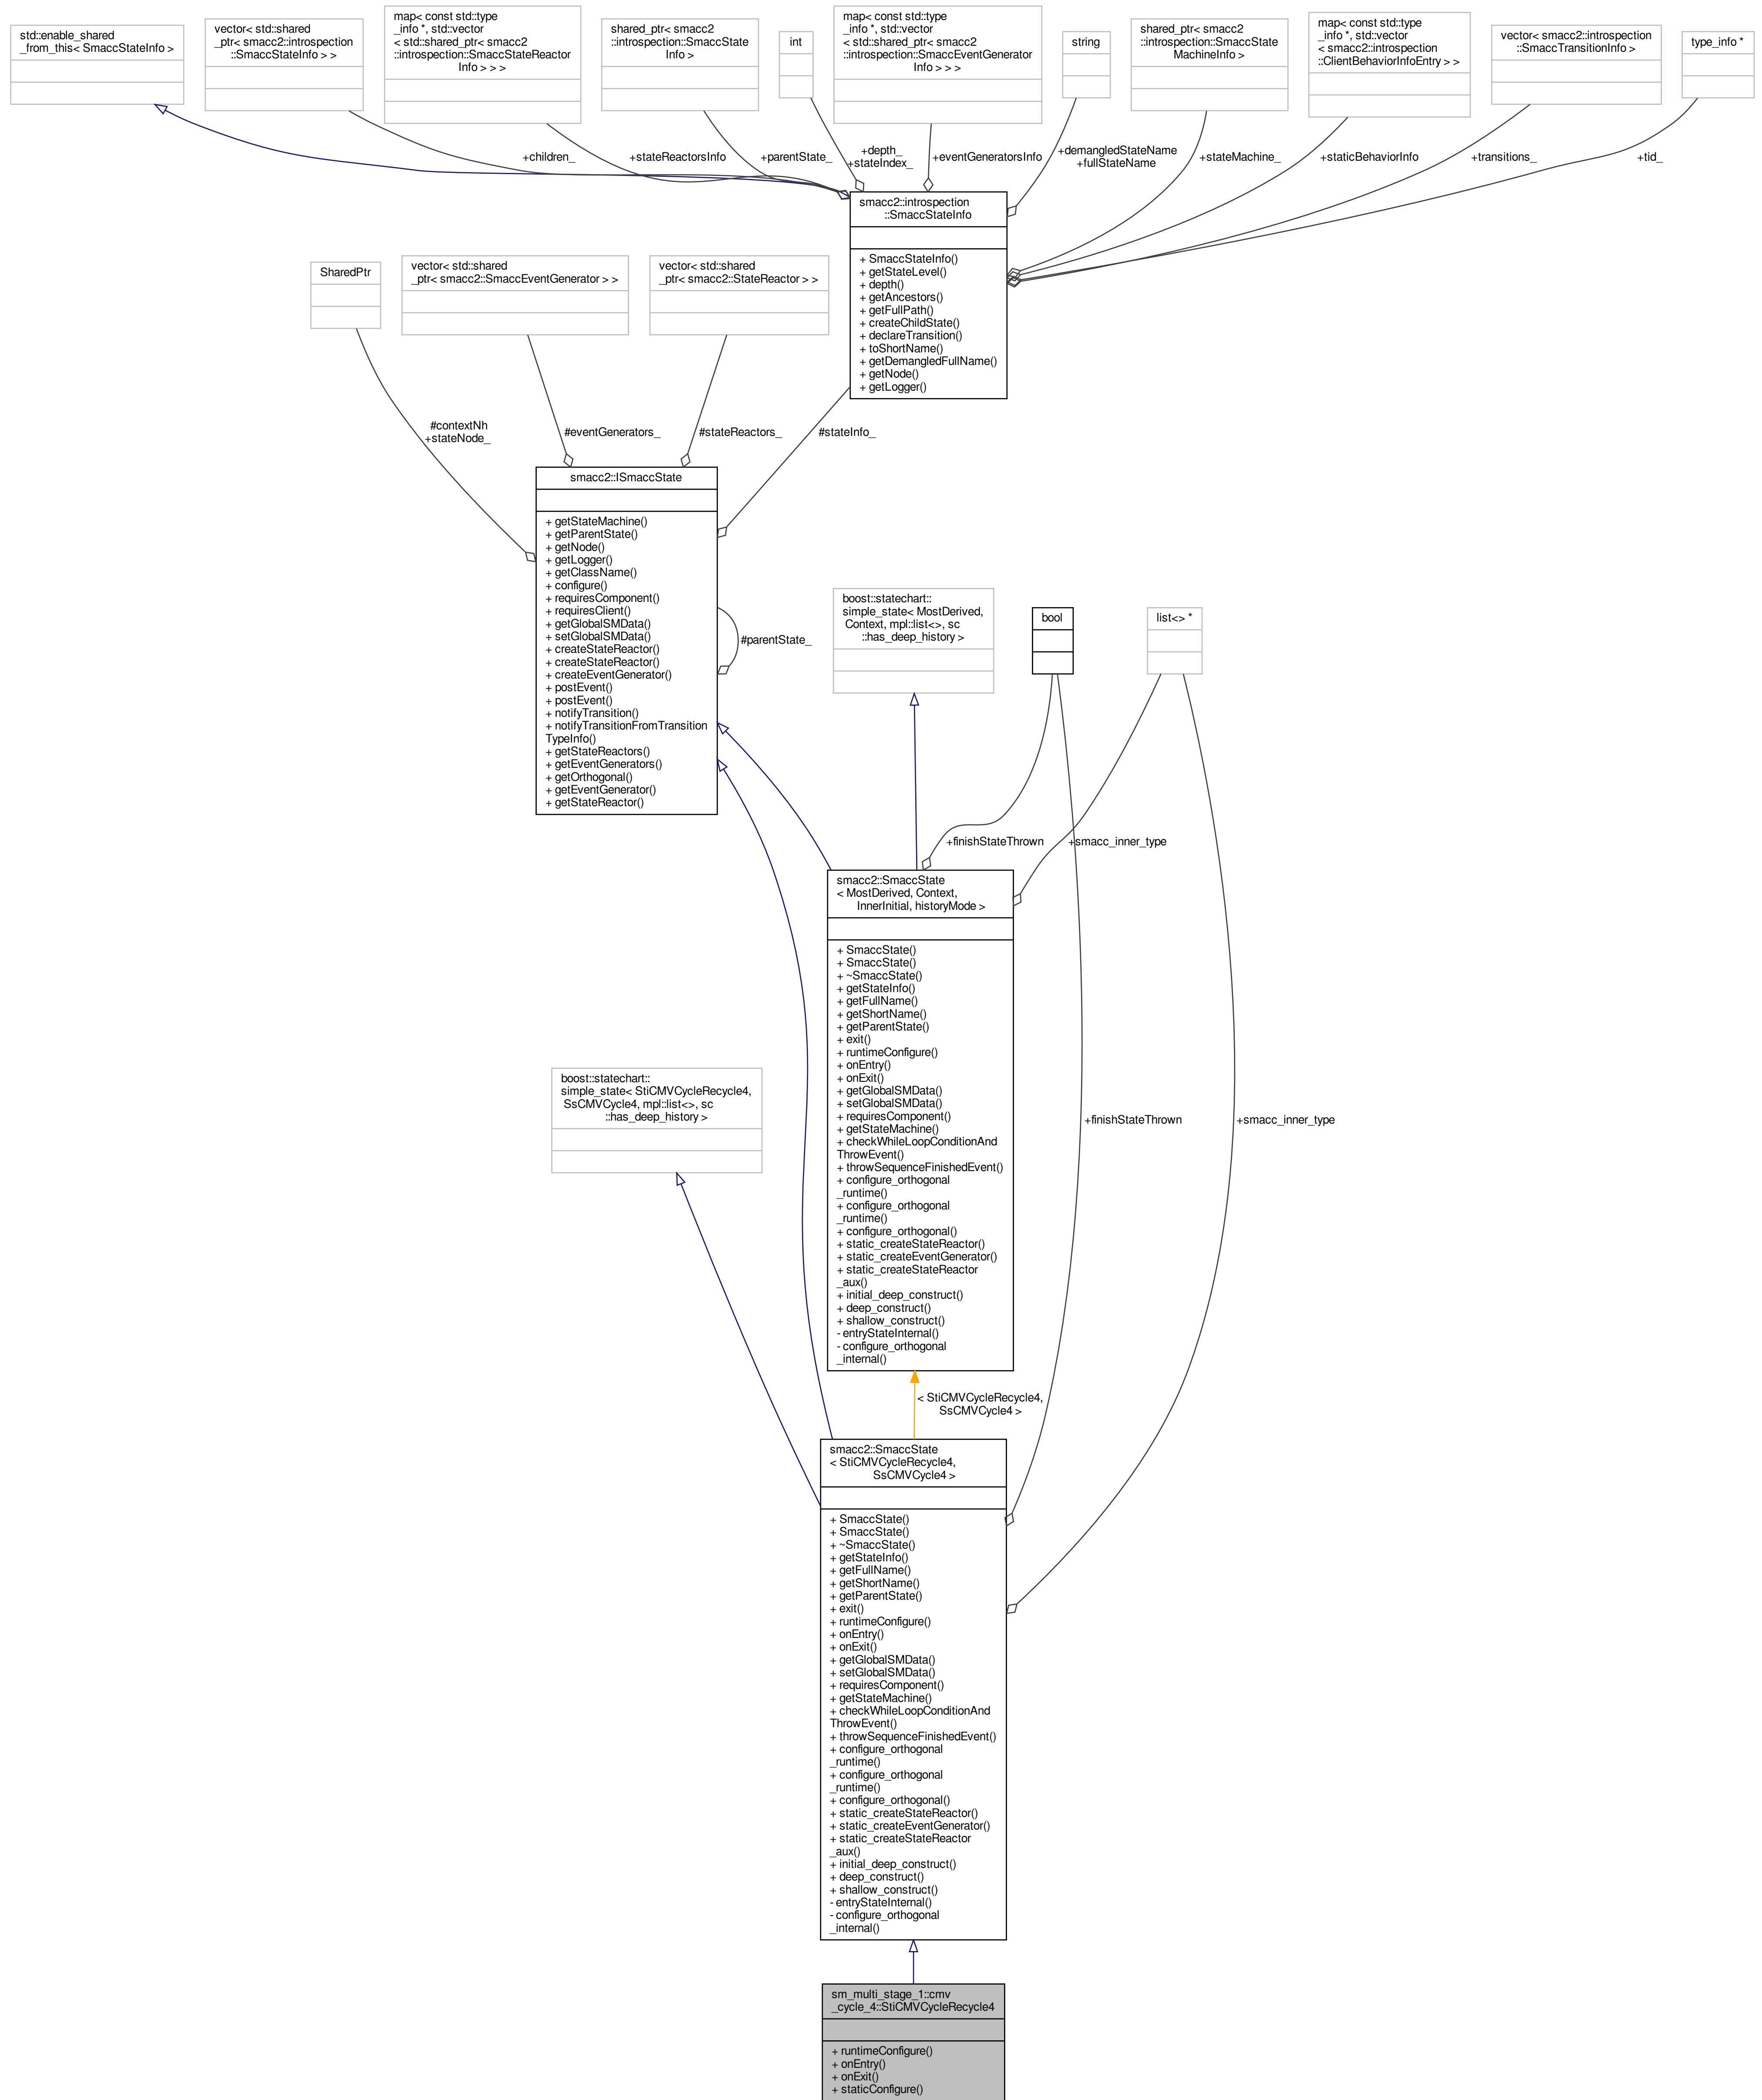 std::enable_shared
_from_this< SmaccStateInfo >
vector< std::shared
_ptr< smacc2::introspection
::SmaccStateInfo > >
map< const std::type
_info *, std::vector
< std::shared_ptr< smacc2
::introspection::SmaccStateReactor
Info > > >
shared_ptr< smacc2
::introspection::SmaccState
Info >
int
map< const std::type
_info *, std::vector
< std::shared_ptr< smacc2
::introspection::SmaccEventGenerator
Info > > >
string
shared_ptr< smacc2
::introspection::SmaccState
MachineInfo >
map< const std::type
_info *, std::vector
< smacc2::introspection
::ClientBehaviorInfoEntry > >
vector< smacc2::introspection
::SmaccTransitionInfo >
type_info *
+children_
+stateReactorsInfo
+parentState_
+depth_
+stateIndex_
+eventGeneratorsInfo
+demangledStateName
+fullStateName
+stateMachine_
+staticBehaviorInfo
+transitions_
+tid_
smacc2::introspection
::SmaccStateInfo
+ SmaccStateInfo()
+ getStateLevel()
+ depth()
+ getAncestors()
+ getFullPath()
+ createChildState()
+ declareTransition()
+ toShortName()
+ getDemangledFullName()
+ getNode()
+ getLogger()
SharedPtr
vector< std::shared
_ptr< smacc2::SmaccEventGenerator > >
vector< std::shared
_ptr< smacc2::StateReactor > >
#contextNh
+stateNode_
#eventGenerators_
#stateReactors_
#stateInfo_
smacc2::ISmaccState
+ getStateMachine()
+ getParentState()
+ getNode()
+ getLogger()
+ getClassName()
+ configure()
+ requiresComponent()
+ requiresClient()
+ getGlobalSMData()
+ setGlobalSMData()
+ createStateReactor()
+ createStateReactor()
+ createEventGenerator()
+ postEvent()
+ postEvent()
+ notifyTransition()
+ notifyTransitionFromTransition
TypeInfo()
+ getStateReactors()
+ getEventGenerators()
+ getOrthogonal()
+ getEventGenerator()
+ getStateReactor()
#parentState_
boost::statechart::
simple_state< MostDerived,
Context, mpl::list<>, sc
::has_deep_history >
bool
list<> *
+finishStateThrown
+smacc_inner_type
smacc2::SmaccState
< MostDerived, Context,
InnerInitial, historyMode >
+ SmaccState()
+ SmaccState()
+ ~SmaccState()
+ getStateInfo()
+ getFullName()
+ getShortName()
+ getParentState()
+ exit()
+ runtimeConfigure()
+ onEntry()
+ onExit()
+ getGlobalSMData()
+ setGlobalSMData()
+ requiresComponent()
+ getStateMachine()
+ checkWhileLoopConditionAnd
ThrowEvent()
+ throwSequenceFinishedEvent()
+ configure_orthogonal
_runtime()
+ configure_orthogonal
_runtime()
+ configure_orthogonal()
+ static_createStateReactor()
+ static_createEventGenerator()
+ static_createStateReactor
_aux()
+ initial_deep_construct()
+ deep_construct()
+ shallow_construct()
- entryStateInternal()
- configure_orthogonal
_internal()
boost::statechart::
simple_state< StiCMVCycleRecycle4,
SsCMVCycle4, mpl::list<>, sc
::has_deep_history >
+finishStateThrown
+smacc_inner_type
< StiCMVCycleRecycle4,
SsCMVCycle4 >
smacc2::SmaccState
< StiCMVCycleRecycle4,
SsCMVCycle4 >
+ SmaccState()
+ SmaccState()
+ ~SmaccState()
+ getStateInfo()
+ getFullName()
+ getShortName()
+ getParentState()
+ exit()
+ runtimeConfigure()
+ onEntry()
+ onExit()
+ getGlobalSMData()
+ setGlobalSMData()
+ requiresComponent()
+ getStateMachine()
+ checkWhileLoopConditionAnd
ThrowEvent()
+ throwSequenceFinishedEvent()
+ configure_orthogonal
_runtime()
+ configure_orthogonal
_runtime()
+ configure_orthogonal()
+ static_createStateReactor()
+ static_createEventGenerator()
+ static_createStateReactor
_aux()
+ initial_deep_construct()
+ deep_construct()
+ shallow_construct()
- entryStateInternal()
- configure_orthogonal
_internal()
sm_multi_stage_1::cmv
_cycle_4::StiCMVCycleRecycle4
+ runtimeConfigure()
+ onEntry()
+ onExit()
+ staticConfigure()